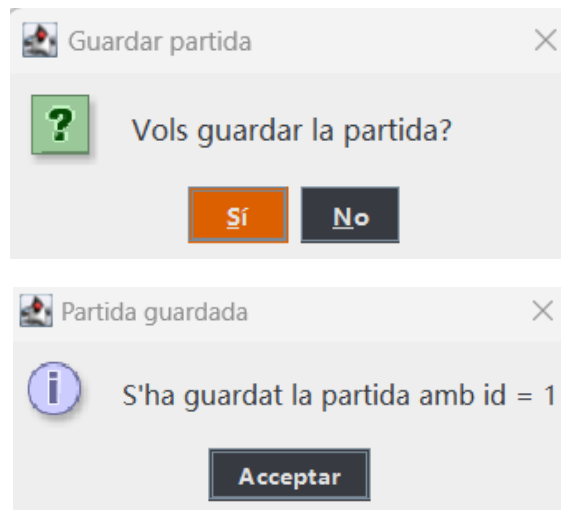 Guardar partida
Vols guardar la partida?
Sí No
Partida guardada
S'ha guardat la partida amb id = 1
Acceptar